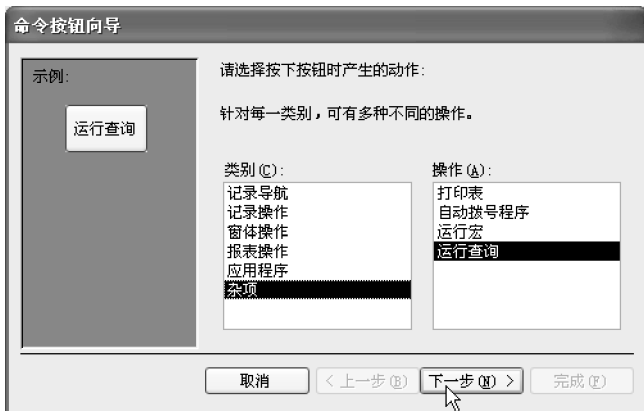 命令按钮向导
示例:
运行查询
请选择按下按钮时产生的动作:
针对每一类别，可有多种不同的操作。
类别(C):
记录导航
记录操作
窗体操作
报表操作
应用程序
杂项
操作(A):
打印表
自动拨号程序
运行宏
运行查询
取消
< 上一步(B)
下一步(N) >
完成(F)